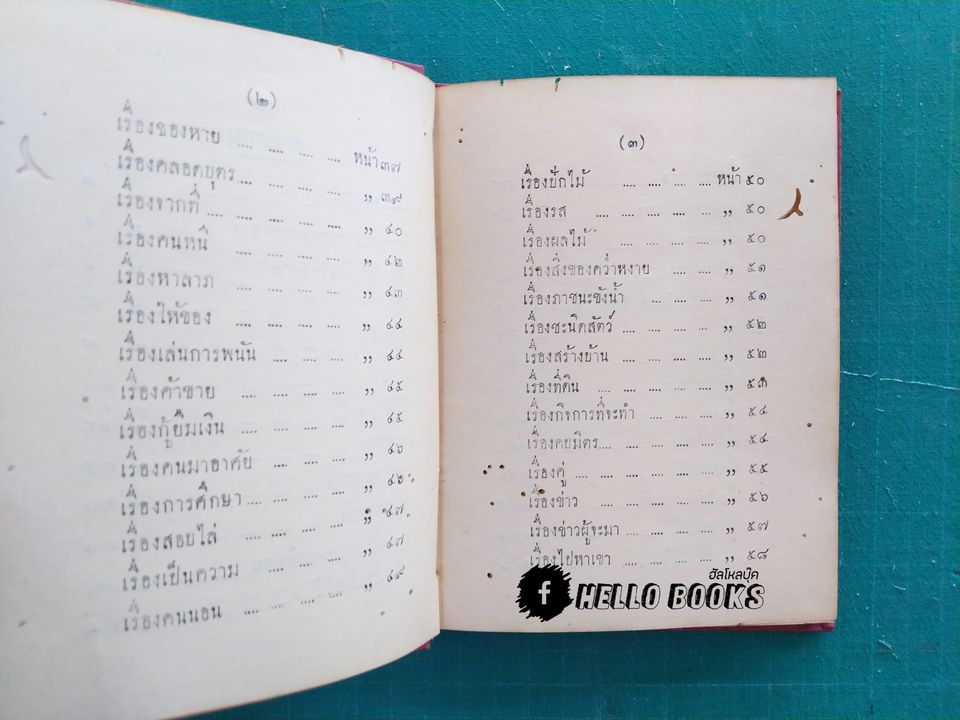 (๒)
เรื่องของหาย .... .... .... .... หน้า ๓๗
เรื่องคลอดบุตร .... .... .... .... ,, ๓๙
เรื่องจากที่ .... .... .... .... ,, ๔๐
เรื่องคนหนี .... .... .... .... ,, ๔๒
เรื่องหาลาภ .... .... .... .... ,, ๔๓
เรื่องให้ของ .... .... .... .... ,, ๔๔
เรื่องเล่นการพนัน .... .... .... ,, ๔๔
เรื่องค้าขาย .... .... .... .... ,, ๔๕
เรื่องกู้ยืมเงิน .... .... .... .... ,, ๔๕
เรื่องคนมาอาศัย .... .... .... ,, ๔๖
เรื่องการศึกษา .... .... .... .... ,, ๔๖
เรื่องสอยไล่ .... .... .... .... ,, ๔๗
เรื่องเป็นความ .... .... .... .... ,, ๔๗
เรื่องคนนอน .... .... .... .... ,, ๔๙
(๓)
เรื่องปักไม้ .... .... .... .... หน้า ๕๐
เรื่องรส .... .... .... .... .... ,, ๕๐
เรื่องผลไม้ .... .... .... .... ,, ๕๐
เรื่องสิ่งของคว่ำหงาย .... .... ,, ๕๑
เรื่องภาชนะขังน้ำ .... .... .... ,, ๕๑
เรื่องชะนิดสัตว์ .... .... .... .... ,, ๕๒
เรื่องสร้างบ้าน .... .... .... .... ,, ๕๒
เรื่องที่ดิน .... .... .... .... .... ,, ๕๓
เรื่องกิจการที่จะทำ .... .... .... ,, ๕๔
เรื่องคยมิตร .... .... .... .... ,, ๕๔
เรื่องคู่ .... .... .... .... .... ,, ๕๕
เรื่องข่าว .... .... .... .... .... ,, ๕๖
เรื่องข่าวผู้จะมา .... .... .... .... ,, ๕๗
เรื่องไปหาเขา .... .... .... .... ,, ๕๘
ฮัลโหลบุ๊ค
f HELLO BOOKS